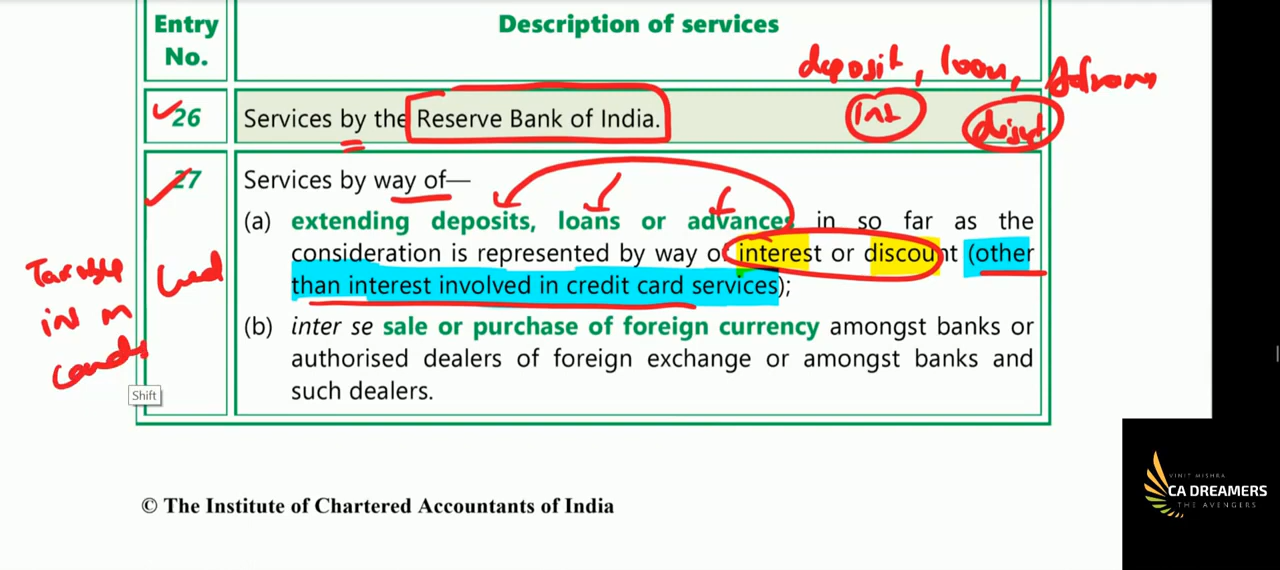 Entry
No.
Description of services
deposit, loan, Advans
26
Services by the Reserve Bank of India.
Int
27
Services by way of—
(a) extending deposits, loans or advances in so far as the
consideration is represented by way of interest or discount (other
than interest involved in credit card services);
(b) inter se sale or purchase of foreign currency amongst banks or
authorised dealers of foreign exchange or amongst banks and
such dealers.
Shift
© The Institute of Chartered Accountants of India
VINIT MISHRA
CA DREAMERS
THE AVENGERS